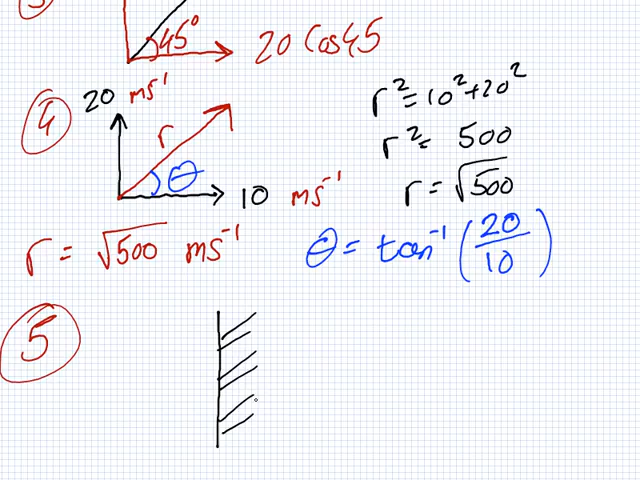 45° 20 Cos45
4 20 ms⁻¹
r θ 10 ms⁻¹
r² = 10² + 20²
r² = 500
r = √500
r = √500 ms⁻¹
θ = tan⁻¹ (20/10)
5